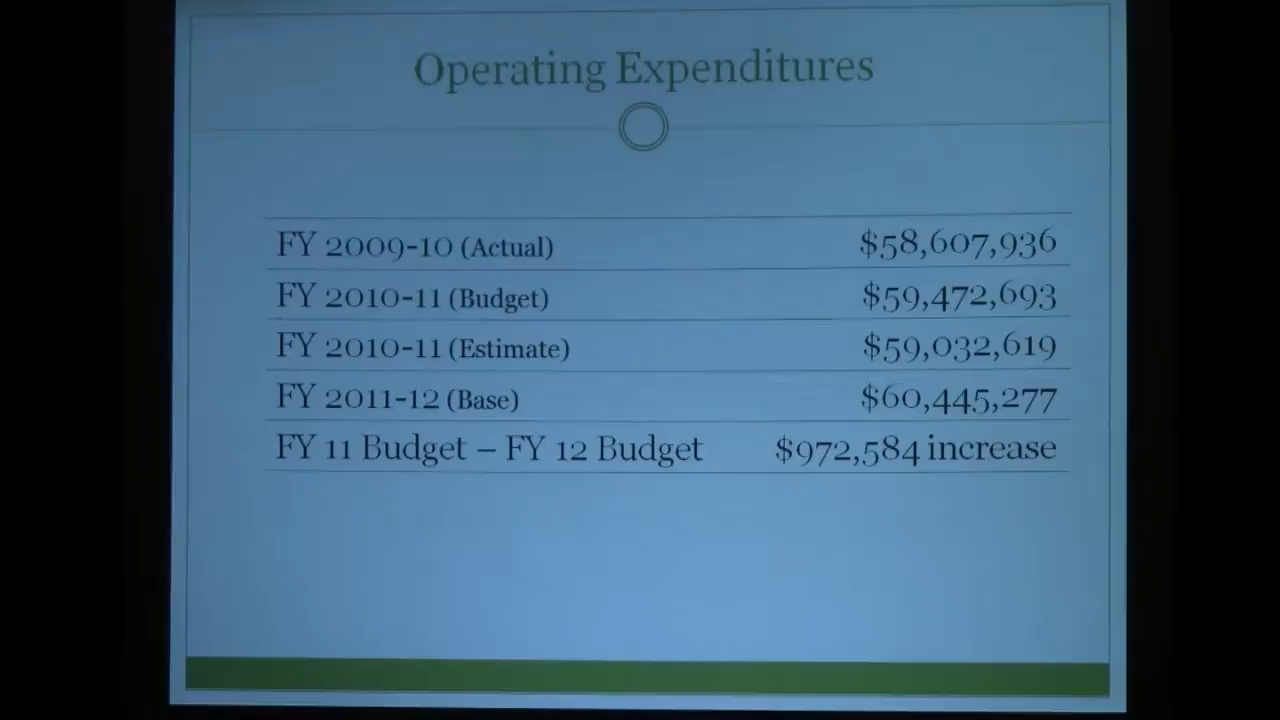 Operating Expenditures
FY 2009-10 (Actual) $58,607,936
FY 2010-11 (Budget) $59,472,693
FY 2010-11 (Estimate) $59,032,619
FY 2011-12 (Base) $60,445,277
FY 11 Budget – FY 12 Budget $972,584 increase